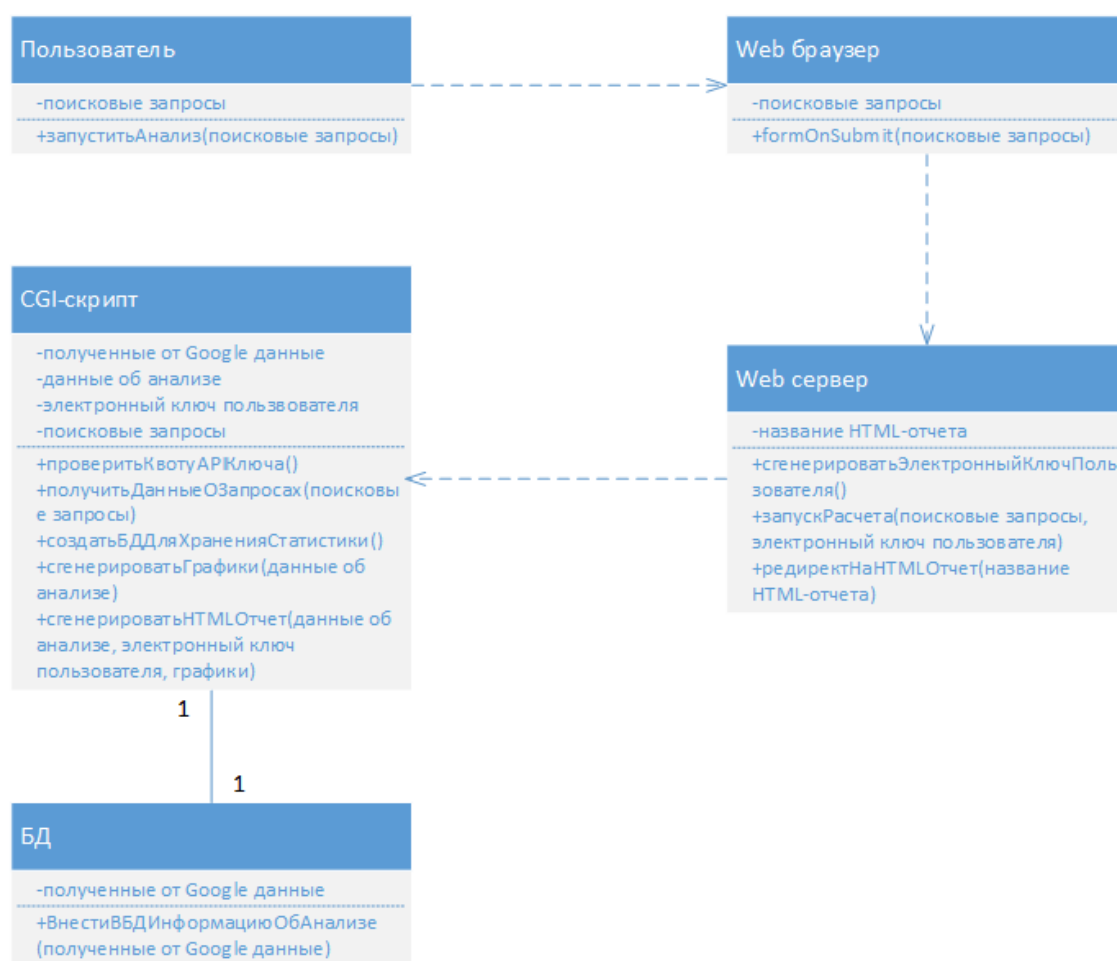 Пользователь
-поисковые запросы
+запуститьАнализ(поисковые запросы)
Web браузер
-поисковые запросы
+formOnSubmit(поисковые запросы)
CGI-скрипт
-полученные от Google данные
-данные об анализе
-электронный ключользвователя
-поисковые запросы
+проверитьКвотуAPIКлюча()
+получитьДанныеОЗапросах(поисковы
е запросы)
+создатьБДДляХраненияСтатистики()
+сгенерироватьГрафики(данные об
анализе)
+сгенерироватьHTMLОтчет(данные об
анализе, электронный ключ
пользователя, графики)
Web сервер
-название HTML-отчета
+сгенерироватьЭлектронныйКлючПоль
зователя()
+запускРасчета(поисковые запросы,
электронный ключ пользователя)
+редиректНаHTMLОтчет(название
HTML-отчета)
1
1
БД
-полученные от Google данные
+ВнестиВБДИнформациюОбАнализе
(полученные от Google данные)